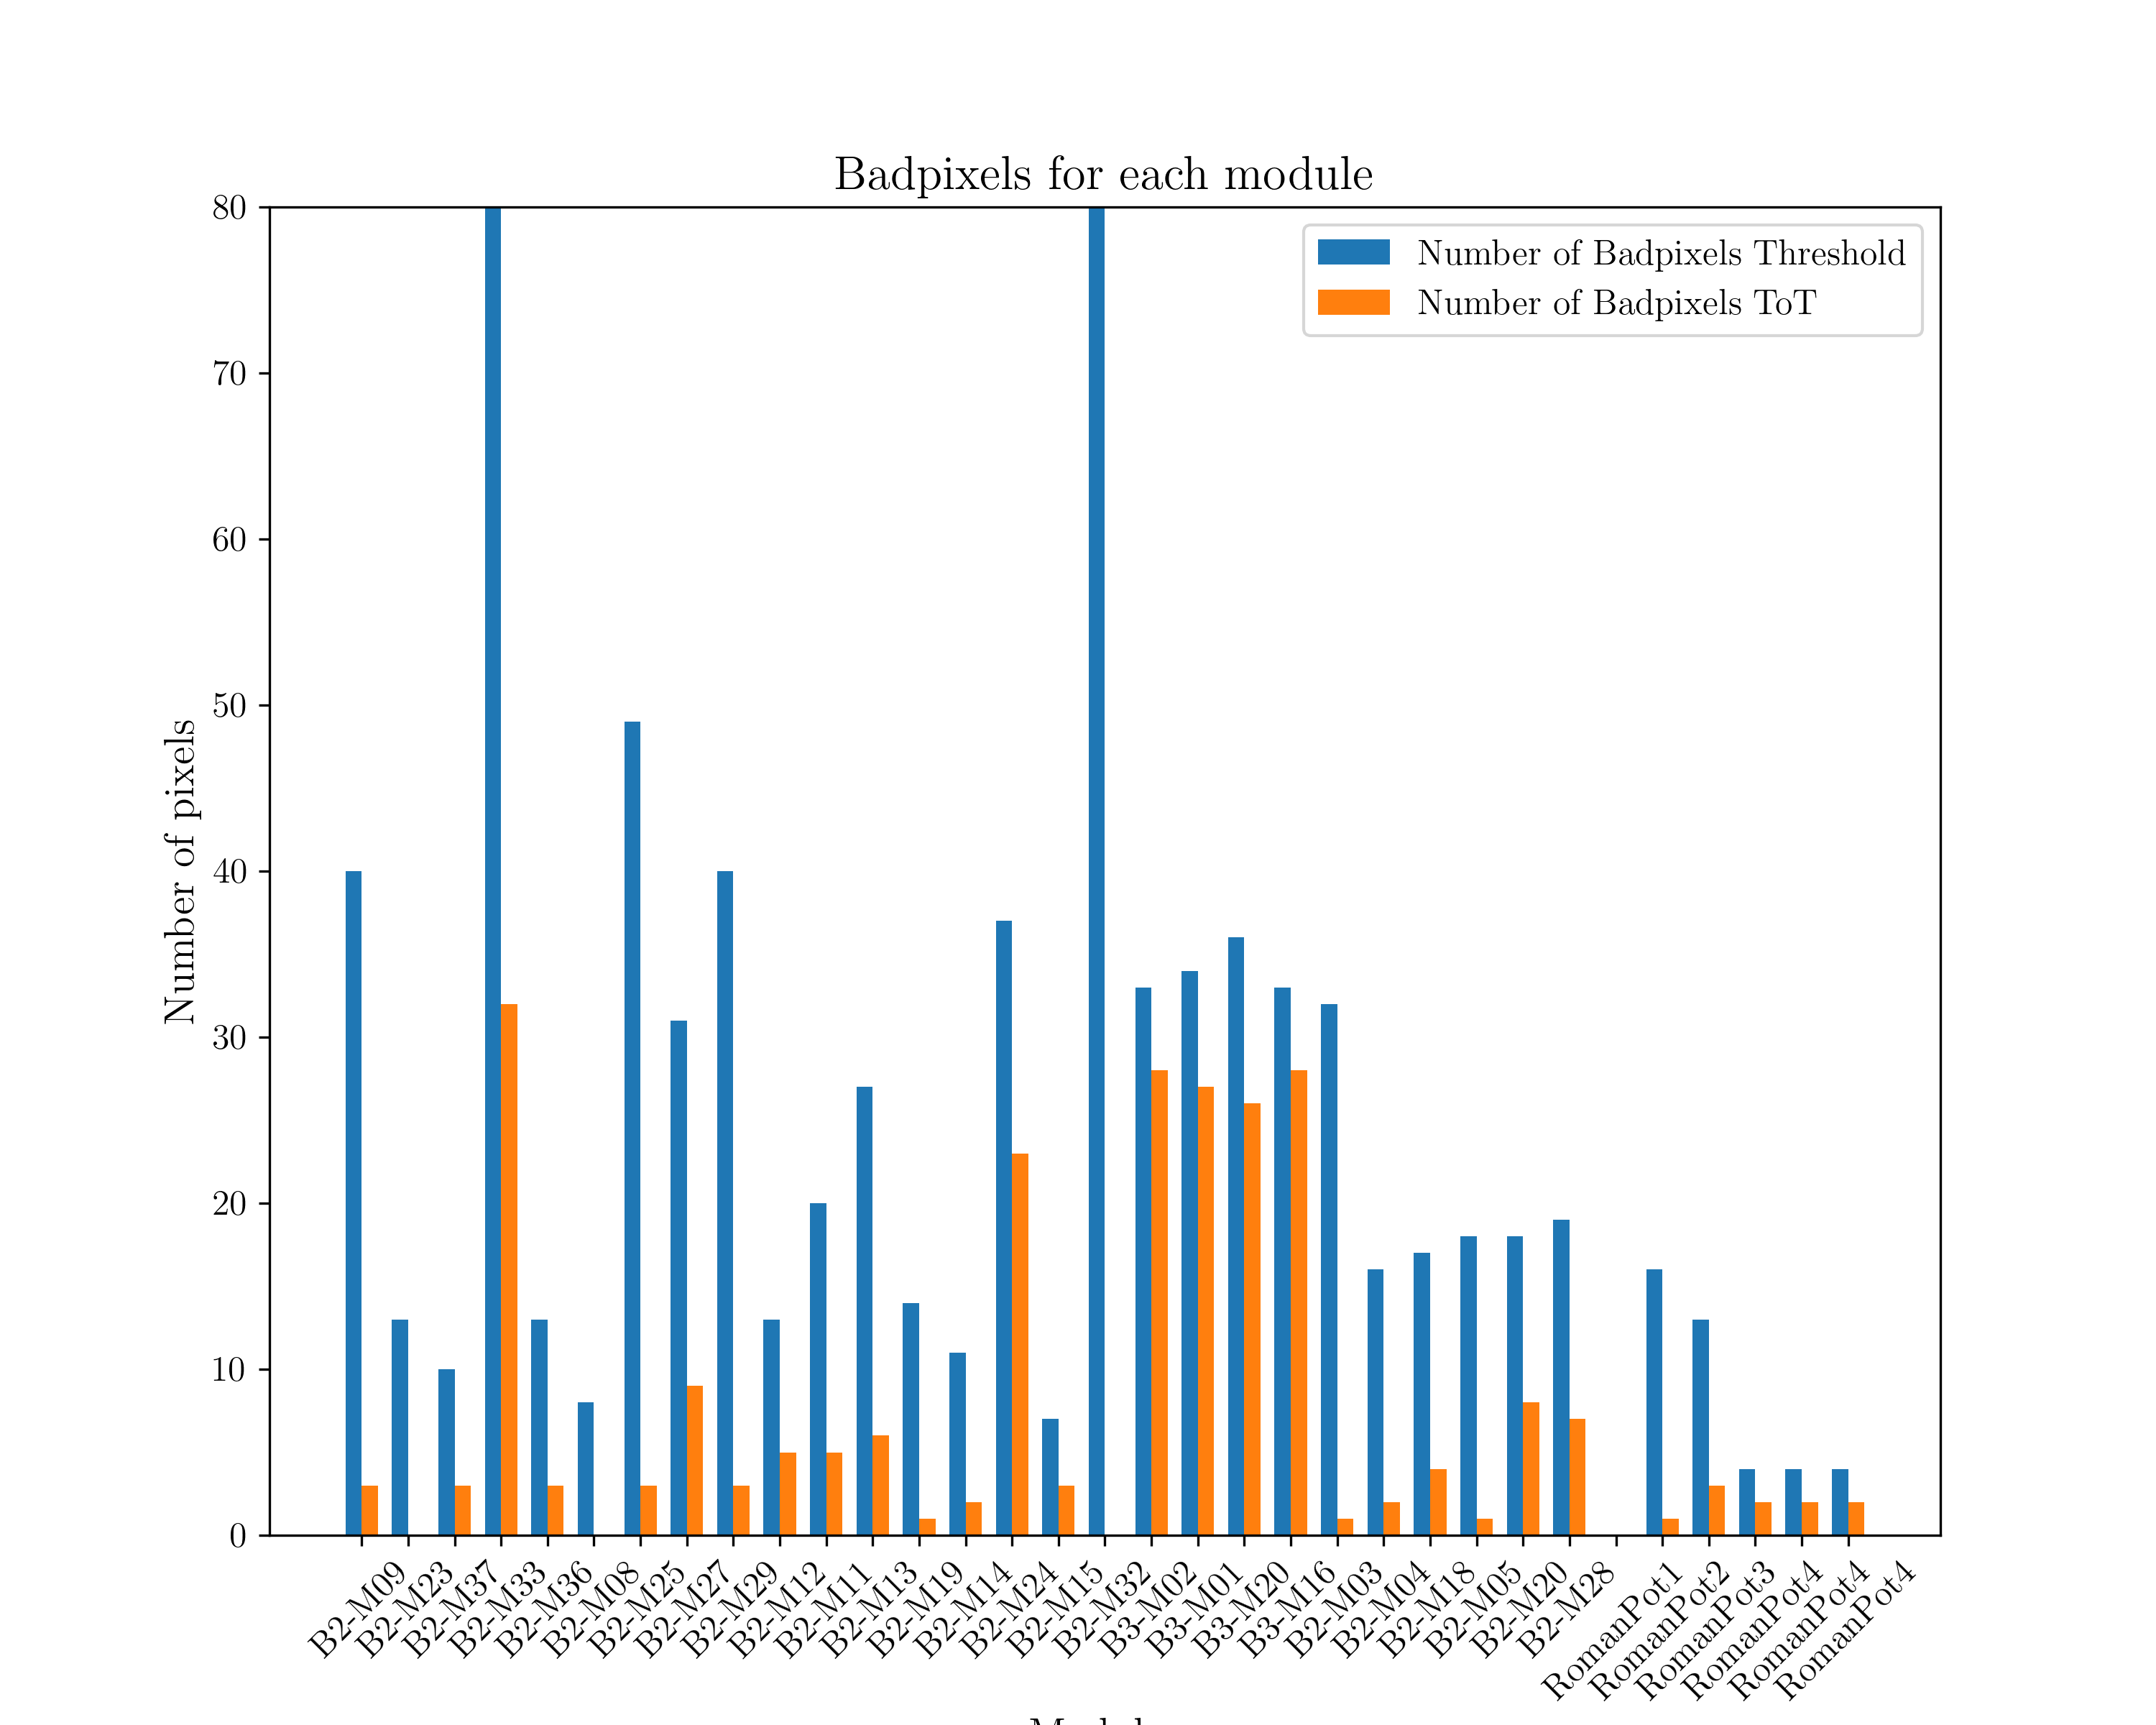 Badpixels for each module
80
70
60
50
40
30
20
10
0
Number of pixels
Number of Badpixels Threshold
Number of Badpixels ToT
B2-M09
B2-M23
B2-M37
B2-M33
B2-M36
B2-M08
B2-M25
B2-M27
B2-M29
B2-M12
B2-M11
B2-M13
B2-M19
B2-M14
B2-M24
B2-M15
B2-M32
B3-M02
B3-M01
B3-M20
B3-M16
B2-M03
B2-M04
B2-M18
B2-M05
B2-M20
B2-M28
RomanPot1
RomanPot2
RomanPot3
RomanPot4
RomanPot4
RomanPot4